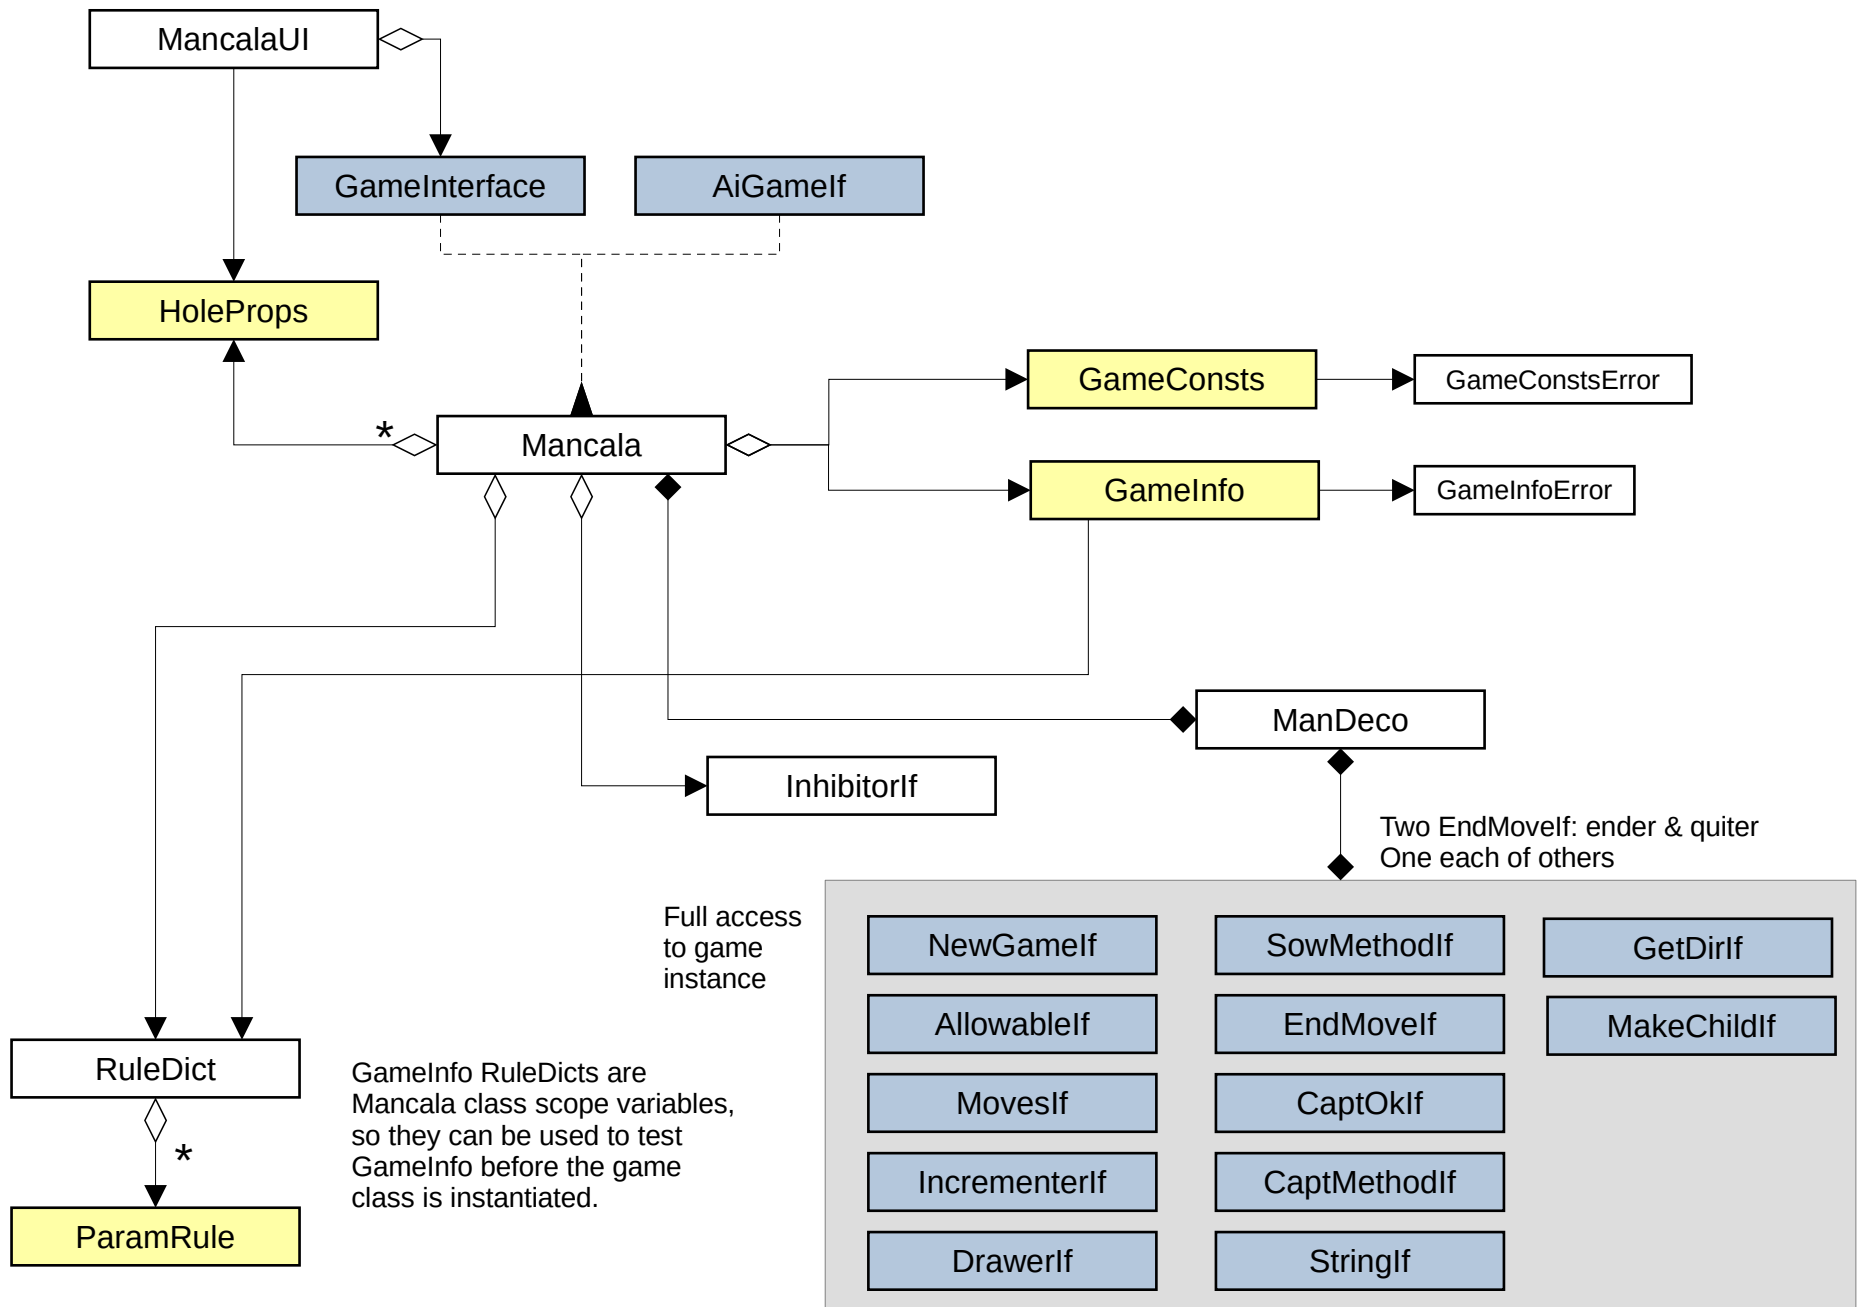 MancalaUI
GameInterface
AiGameIf
HoleProps
GameConsts
GameConstsError
*
Mancala
GameInfo
GameInfoError
ManDeco
InhibitorIf
Two EndMoveIf: ender & quiter
One each of others
Full access
to game
instance
NewGameIf
SowMethodIf
GetDirIf
AllowableIf
EndMoveIf
MakeChildIf
MovesIf
CaptOkIf
IncrementerIf
CaptMethodIf
DrawerIf
StringIf
RuleDict
GameInfo RuleDicts are
Mancala class scope variables,
so they can be used to test
GameInfo before the game
class is instantiated.
*
ParamRule